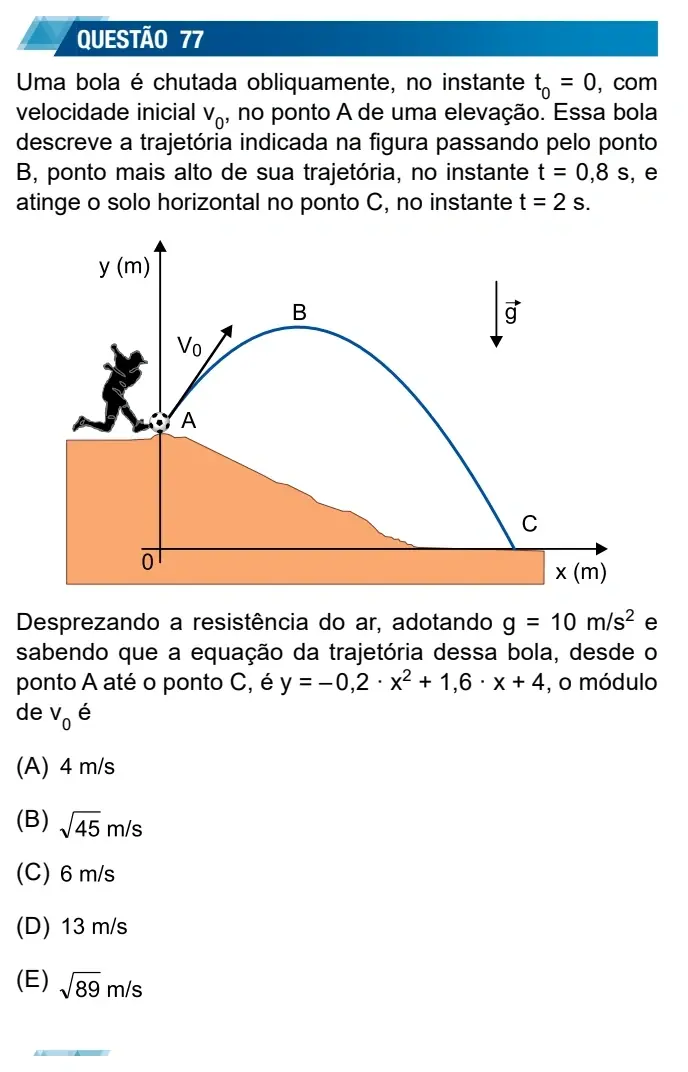 QUESTÃO 77
Uma bola é chutada obliquamente, no instante t₀ = 0, com
velocidade inicial v₀, no ponto A de uma elevação. Essa bola
descreve a trajetória indicada na figura passando pelo ponto
B, ponto mais alto de sua trajetória, no instante t = 0,8 s, e
atinge o solo horizontal no ponto C, no instante t = 2 s.
y (m)
B
g
V₀
A
C
0
x (m)
Desprezando a resistência do ar, adotando g = 10 m/s² e
sabendo que a equação da trajetória dessa bola, desde o
ponto A até o ponto C, é y = –0,2 · x² + 1,6 · x + 4, o módulo
de v₀ é
(A) 4 m/s
(B) √45 m/s
(C) 6 m/s
(D) 13 m/s
(E) √89 m/s